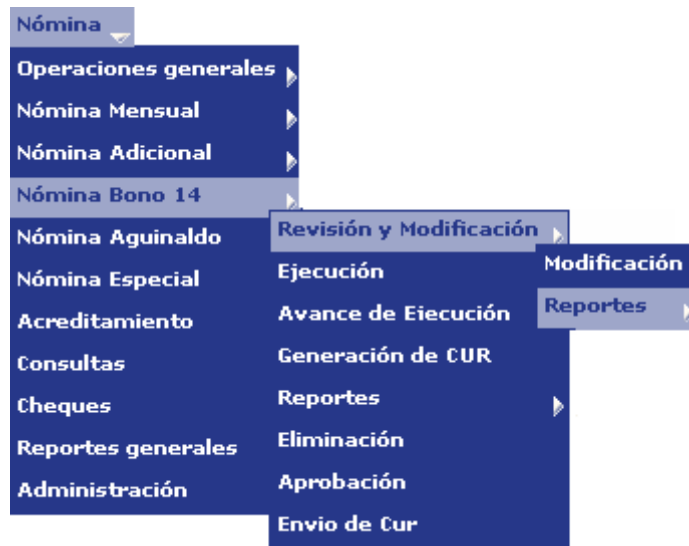 Nómina
Operaciones generales
Nómina Mensual
Nómina Adicional
Nómina Bono 14
Nómina Aguinaldo
Nómina Especial
Acreditamiento
Consultas
Cheques
Reportes generales
Administración
Revisión y Modificación
Ejecución
Avance de Ejecución
Generación de CUR
Reportes
Eliminación
Aprobación
Envio de Cur
Modificación
Reportes